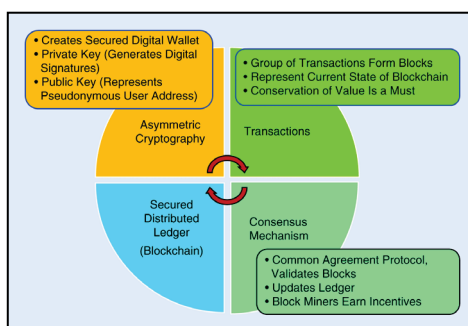 • Creates Secured Digital Wallet
• Private Key (Generates Digital
Signatures)
• Public Key (Represents
Pseudonymous User Address)
• Group of Transactions Form Blocks
• Represent Current State of Blockchain
• Conservation of Value Is a Must
Asymmetric
Cryptography
Transactions
Secured
Distributed
Ledger
(Blockchain)
Consensus
Mechanism
• Common Agreement Protocol,
Validates Blocks
• Updates Ledger
• Block Miners Earn Incentives